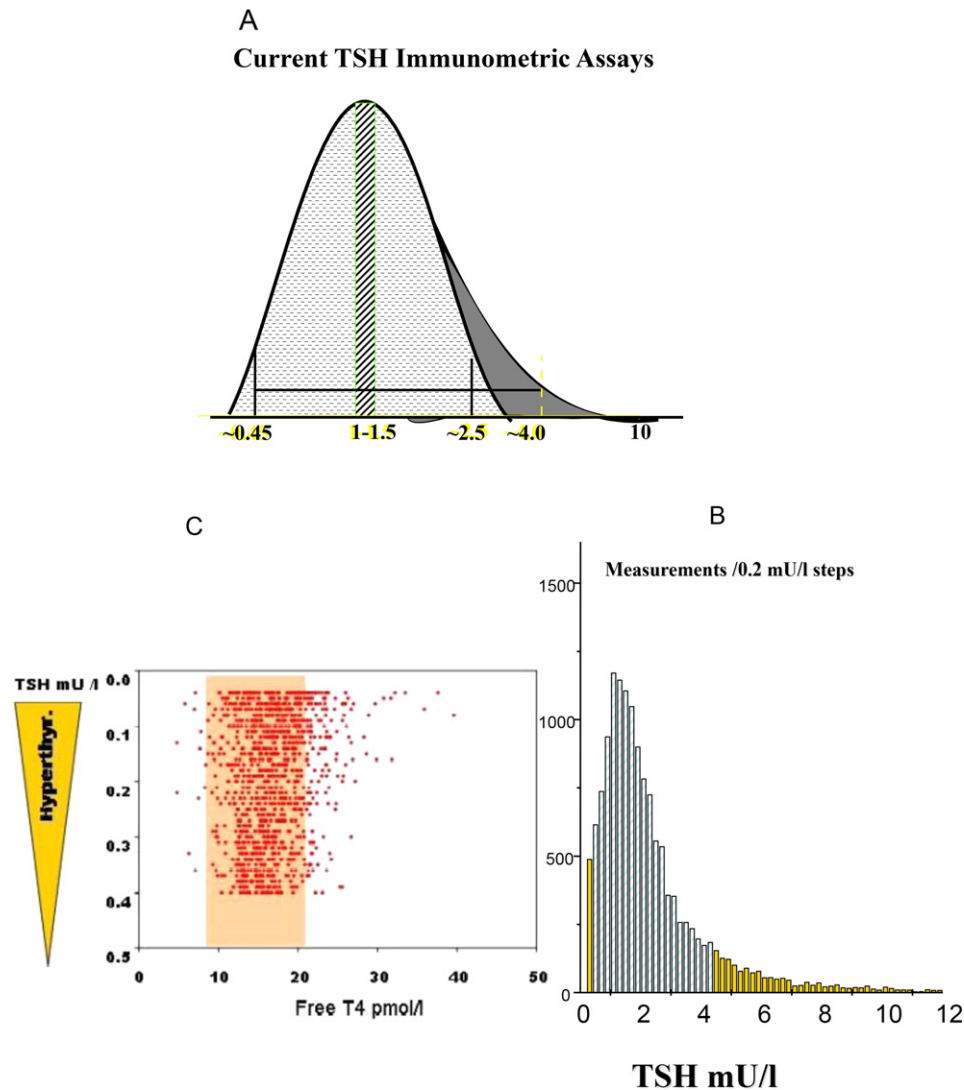 A
Current TSH Immunometric Assays
~0.45 1-1.5 ~2.5 ~4.0 10
C
TSH mU /l
Hyperthyr.
0.0
0.1
0.2
0.3
0.4
0.5
0 10 20 30 40 50
Free T4 pmol/l
B
Measurements /0.2 mU/l steps
1500
1000
500
0
0 2 4 6 8 10 12
TSH mU/l